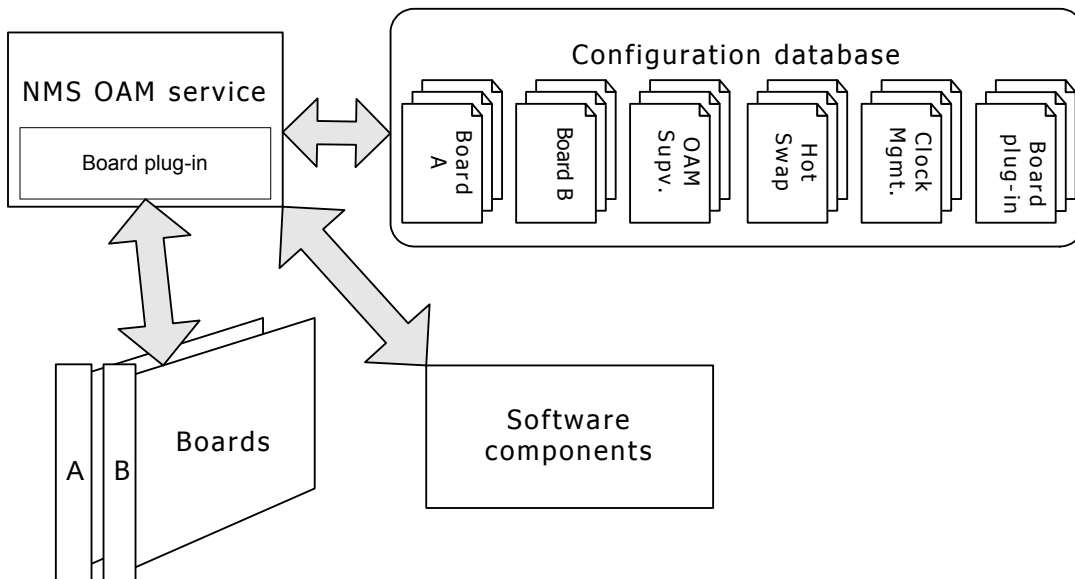 NMS OAM service
Board plug-in
Configuration database
Board
A
Board B
OAM
Supv.
Hot
Swap
Clock
Mgmt.
Board
plug-in
Boards
A
B
Software
components